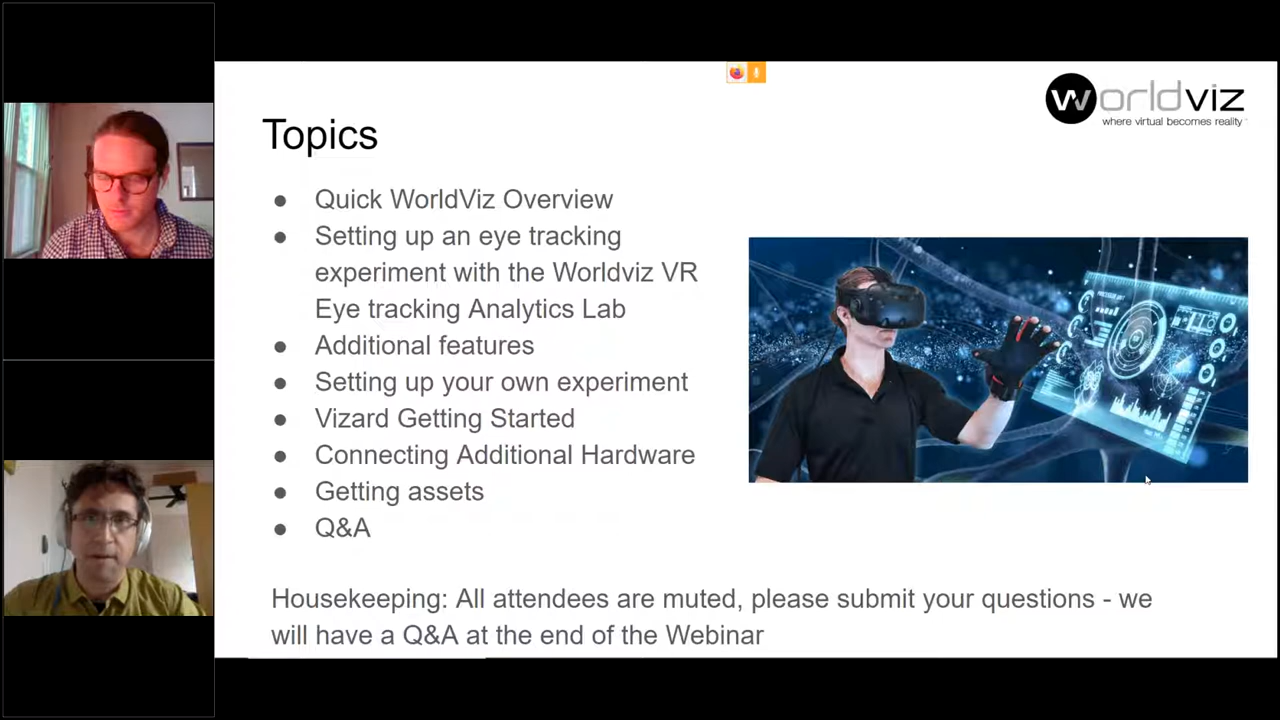 worldviz
where virtual becomes reality
Topics
● Quick WorldViz Overview
● Setting up an eye tracking
experiment with the Worldviz VR
Eye tracking Analytics Lab
● Additional features
● Setting up your own experiment
● Vizard Getting Started
● Connecting Additional Hardware
● Getting assets
● Q&A
Housekeeping: All attendees are muted, please submit your questions - we
will have a Q&A at the end of the Webinar